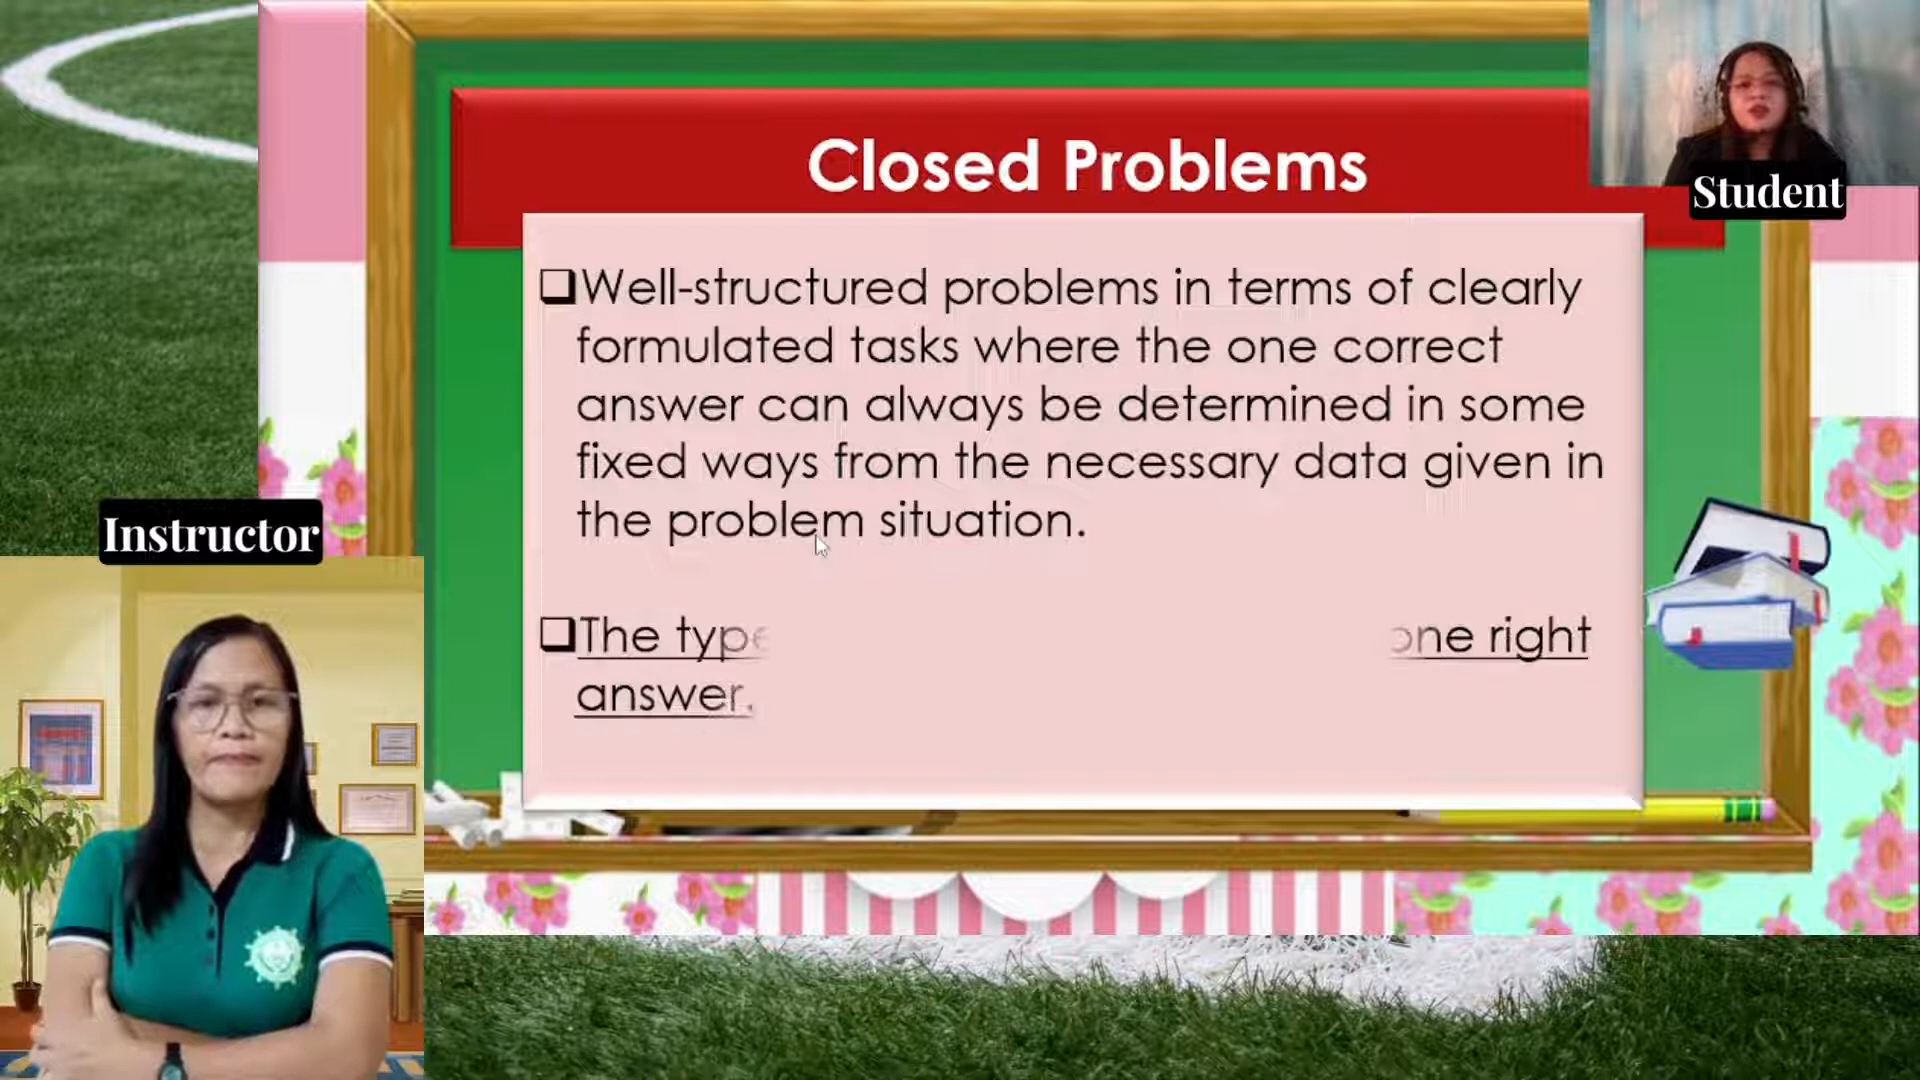 Closed Problems
Student
❑Well-structured problems in terms of clearly
formulated tasks where the one correct
answer can always be determined in some
fixed ways from the necessary data given in
the problem situation.
Instructor
❑The type one right
answer.